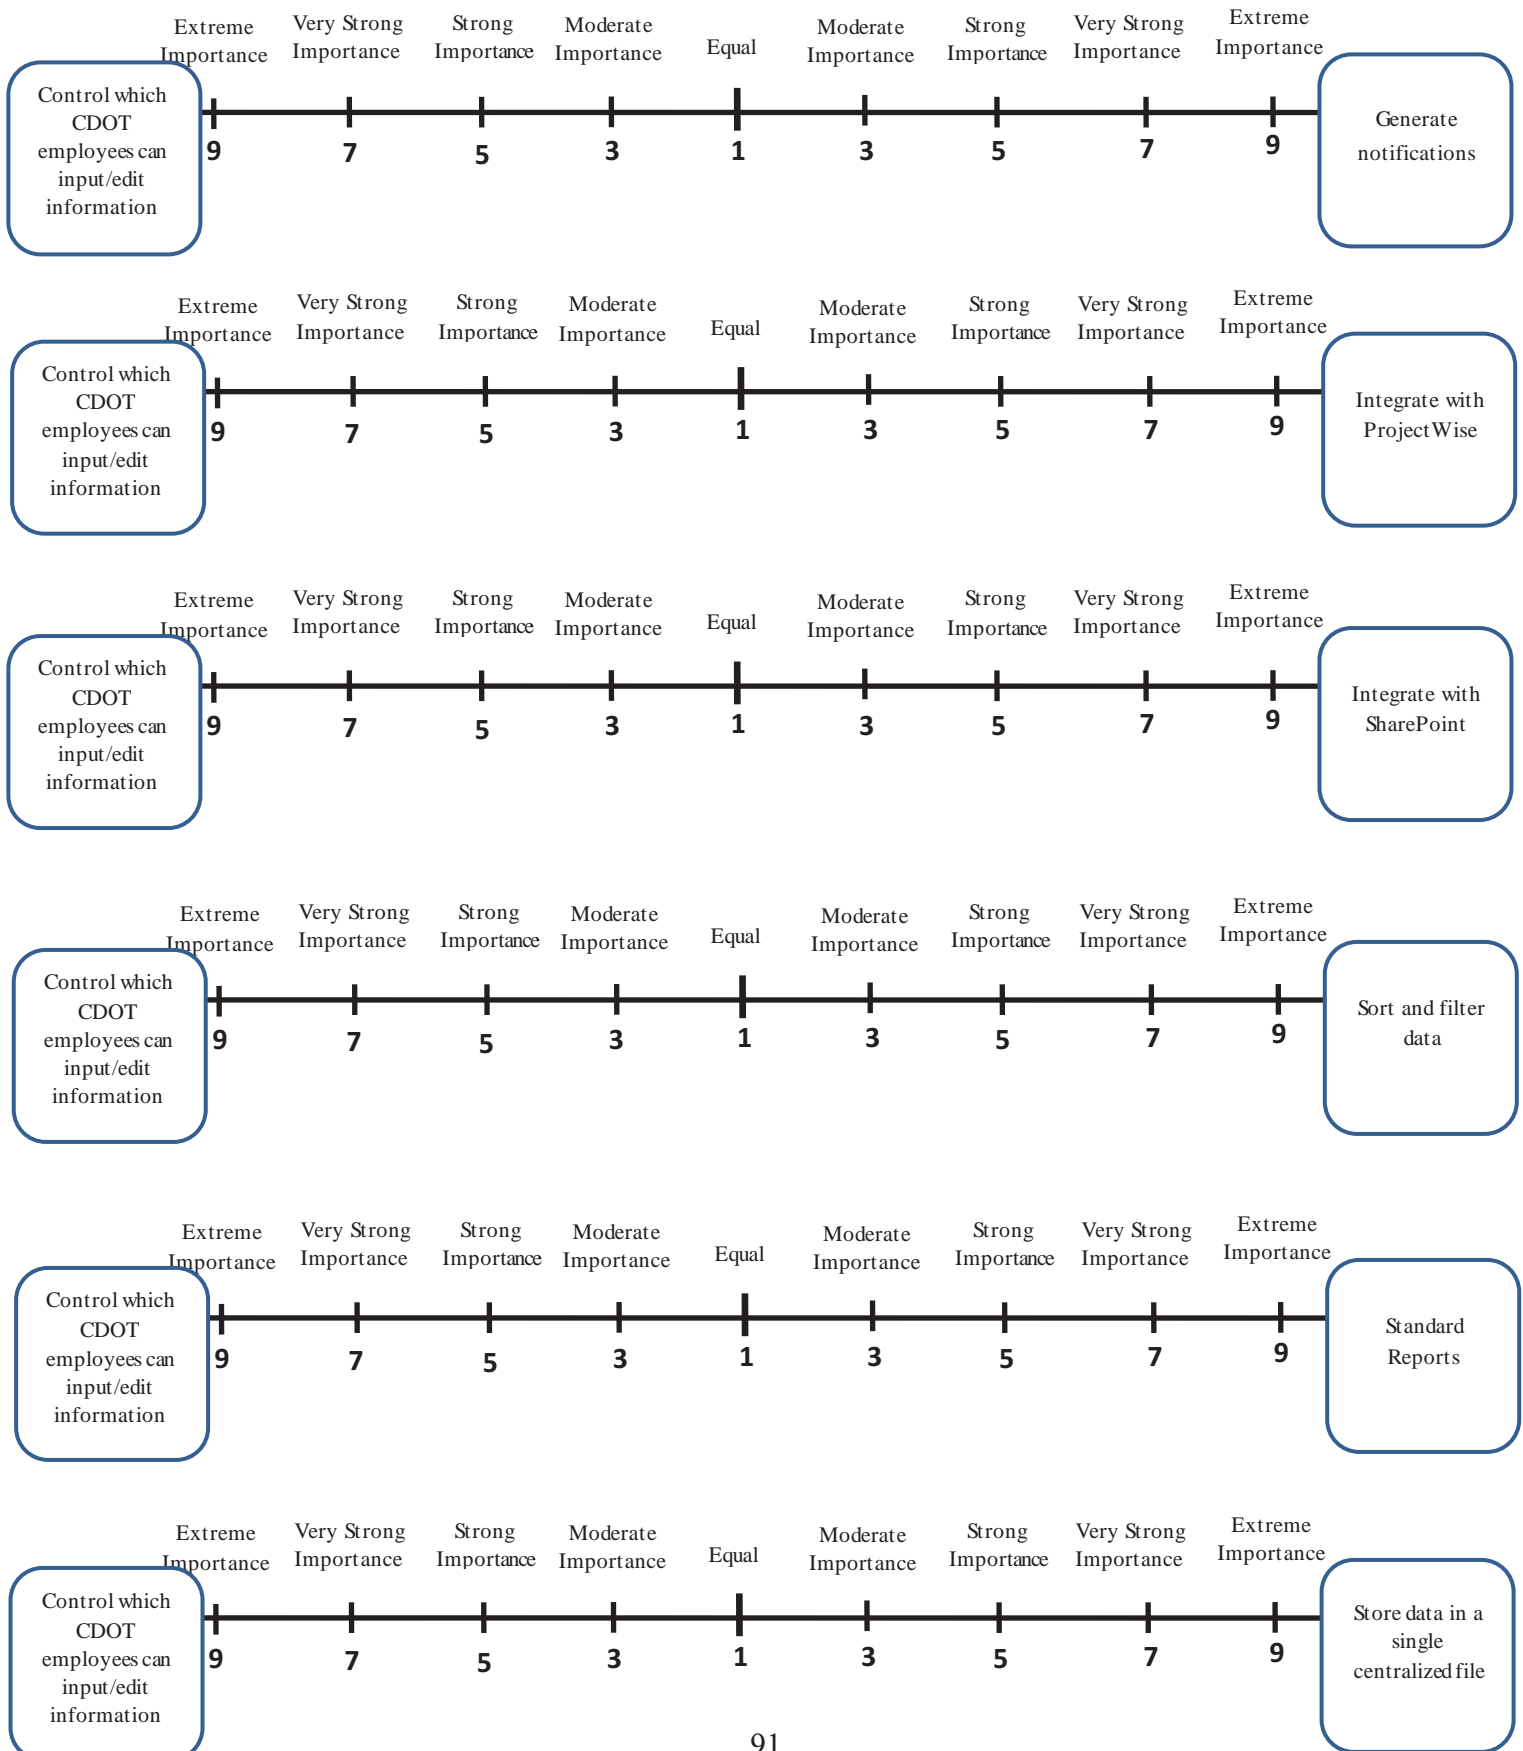 Extreme Importance
Very Strong Importance
Strong Importance
Moderate Importance
Equal
Moderate Importance
Strong Importance
Very Strong Importance
Extreme Importance
Control which
CDOT
employees can
input/edit
information
9 7 5 3 1 3 5 7 9
Generate
notifications
Extreme Importance
Very Strong Importance
Strong Importance
Moderate Importance
Equal
Moderate Importance
Strong Importance
Very Strong Importance
Extreme Importance
Control which
CDOT
employees can
input/edit
information
9 7 5 3 1 3 5 7 9
Integrate with
ProjectWise
Extreme Importance
Very Strong Importance
Strong Importance
Moderate Importance
Equal
Moderate Importance
Strong Importance
Very Strong Importance
Extreme Importance
Control which
CDOT
employees can
input/edit
information
9 7 5 3 1 3 5 7 9
Integrate with
SharePoint
Extreme Importance
Very Strong Importance
Strong Importance
Moderate Importance
Equal
Moderate Importance
Strong Importance
Very Strong Importance
Extreme Importance
Control which
CDOT
employees can
input/edit
information
9 7 5 3 1 3 5 7 9
Sort and filter
data
Extreme Importance
Very Strong Importance
Strong Importance
Moderate Importance
Equal
Moderate Importance
Strong Importance
Very Strong Importance
Extreme Importance
Control which
CDOT
employees can
input/edit
information
9 7 5 3 1 3 5 7 9
Standard
Reports
Extreme Importance
Very Strong Importance
Strong Importance
Moderate Importance
Equal
Moderate Importance
Strong Importance
Very Strong Importance
Extreme Importance
Control which
CDOT
employees can
input/edit
information
9 7 5 3 1 3 5 7 9
Store data in a
single
centralized file
91